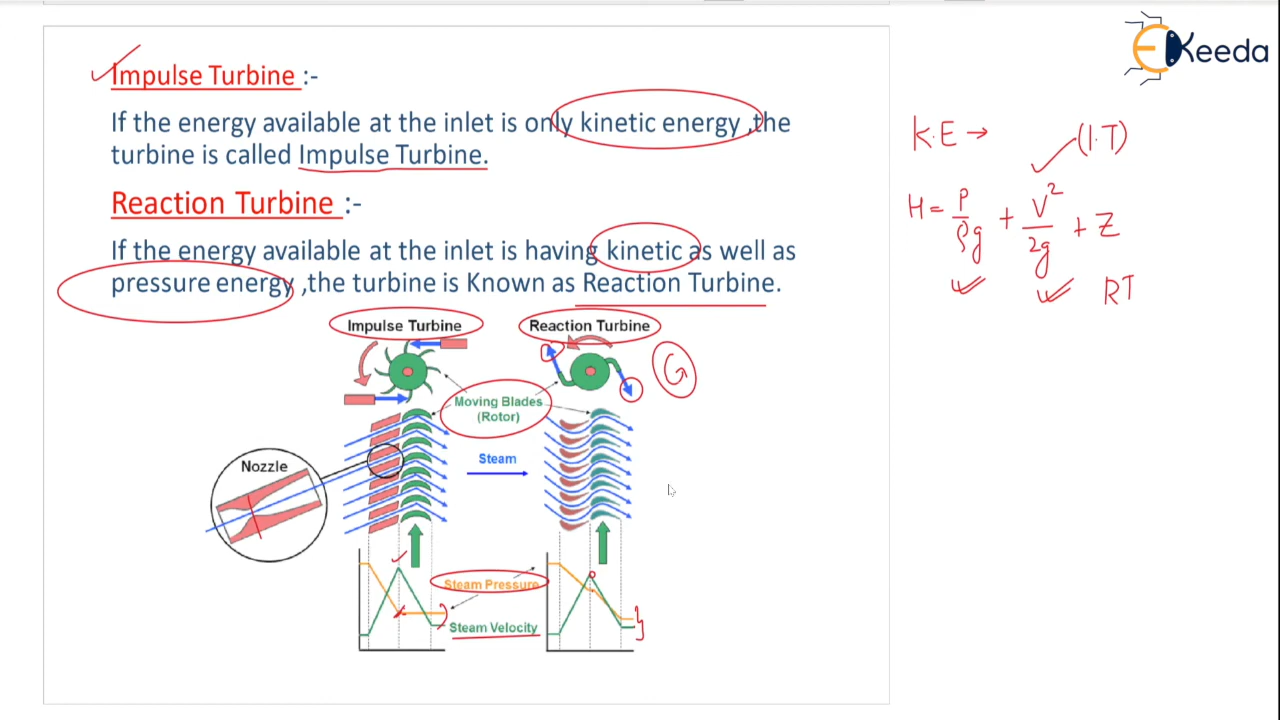 Impulse Turbine :-
If the energy available at the inlet is only kinetic energy ,the
turbine is called Impulse Turbine.
Reaction Turbine :-
If the energy available at the inlet is having kinetic as well as
pressure energy ,the turbine is Known as Reaction Turbine.
Impulse Turbine
Reaction Turbine
Moving Blades
(Rotor)
Nozzle
Steam
Steam Pressure
Steam Velocity
G
EKeeda
K.E →
(I.T)
H = P/ρg + V²/2g + Z
RT